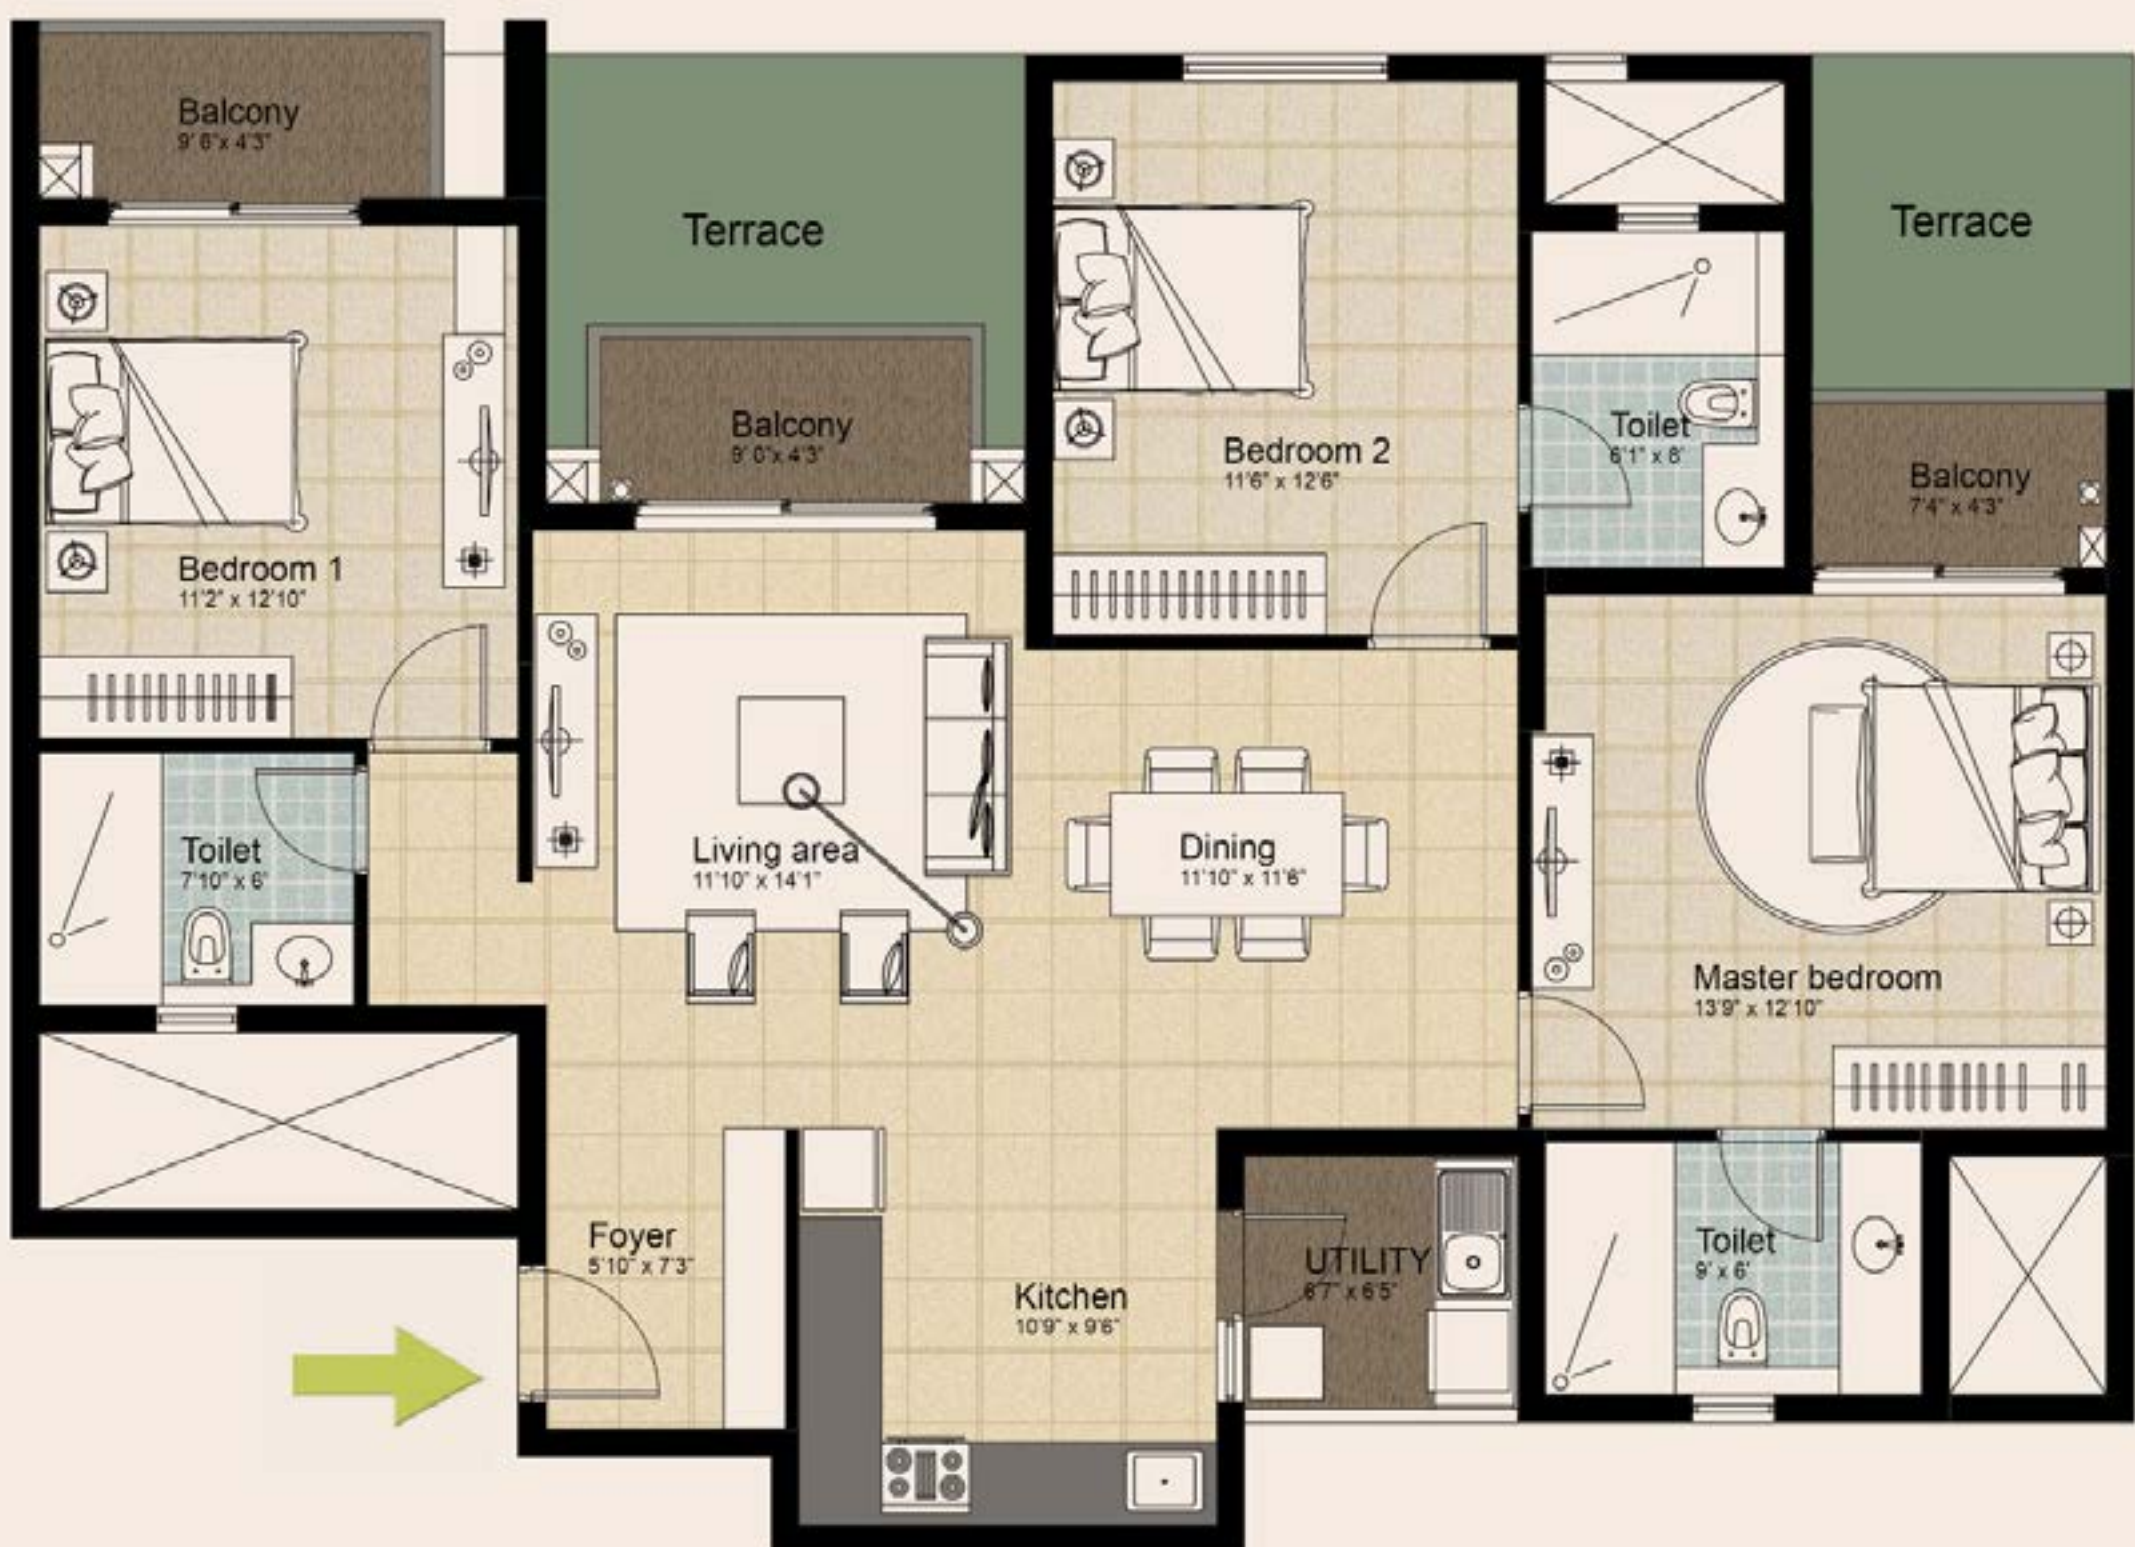 Balcony
9' 6"x 4'3"
Terrace
Terrace
Balcony
9' 0"x 4'3"
Bedroom 2
11'6" x 12'6"
Toilet
6'1" x 8'
Balcony
7'4" x 4'3"
Bedroom 1
11'2" x 12'10"
Toilet
7'10" x 6'
Living area
11'10" x 14'1"
Dining
11'10" x 11'6"
Master bedroom
13'9" x 12'10"
Foyer
5'10" x 7'3"
Kitchen
10'9" x 9'6"
UTILITY
6'7" x 6'5"
Toilet
9' x 6'